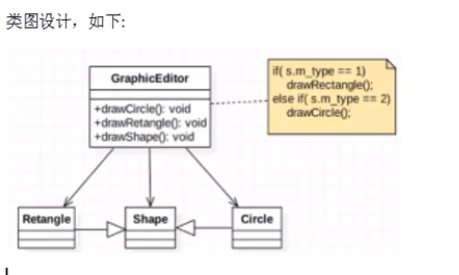 类图设计，如下:
GraphicEditor
+drawCircle(): void
+drawRetangle(): void
+drawShape(): void
if( s.m_type == 1)
drawRectangle();
else if( s.m_type == 2)
drawCircle();
Retangle
Shape
Circle